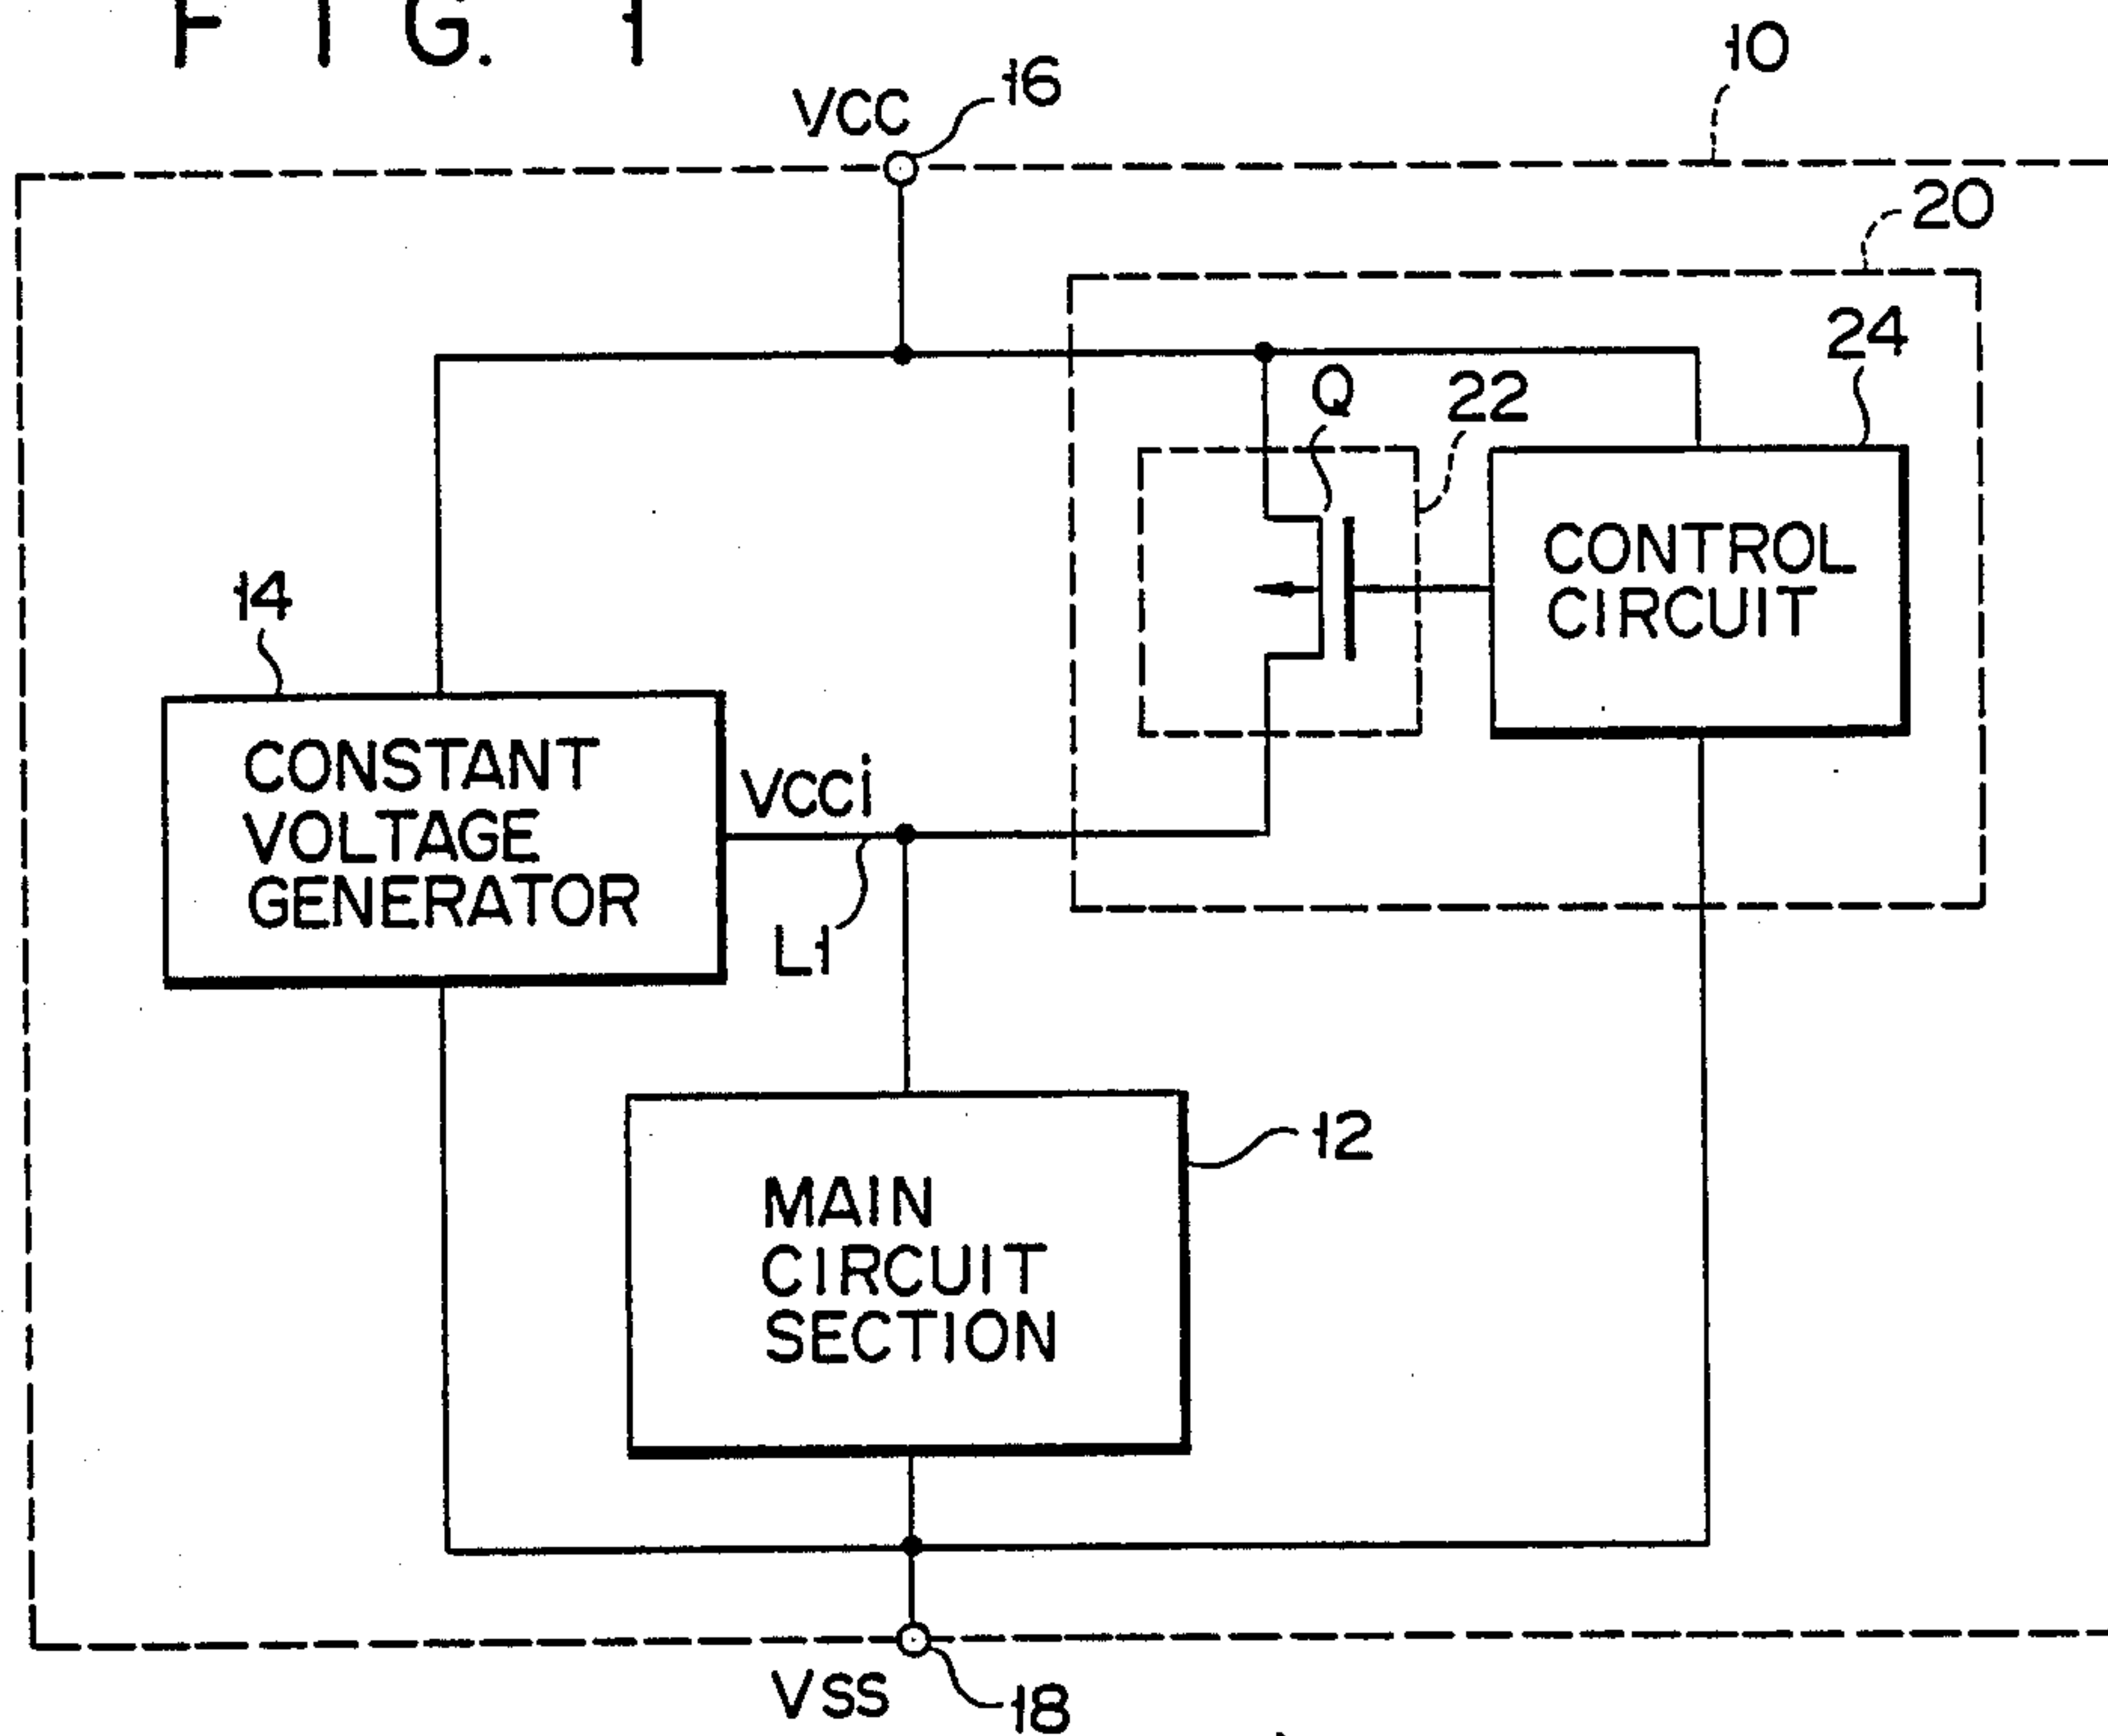 FIG. 1
10
VCC
16
20
24
Q
22
CONTROL
CIRCUIT
14
CONSTANT
VOLTAGE
GENERATOR
VCCi
L1
12
MAIN
CIRCUIT
SECTION
VSS
18